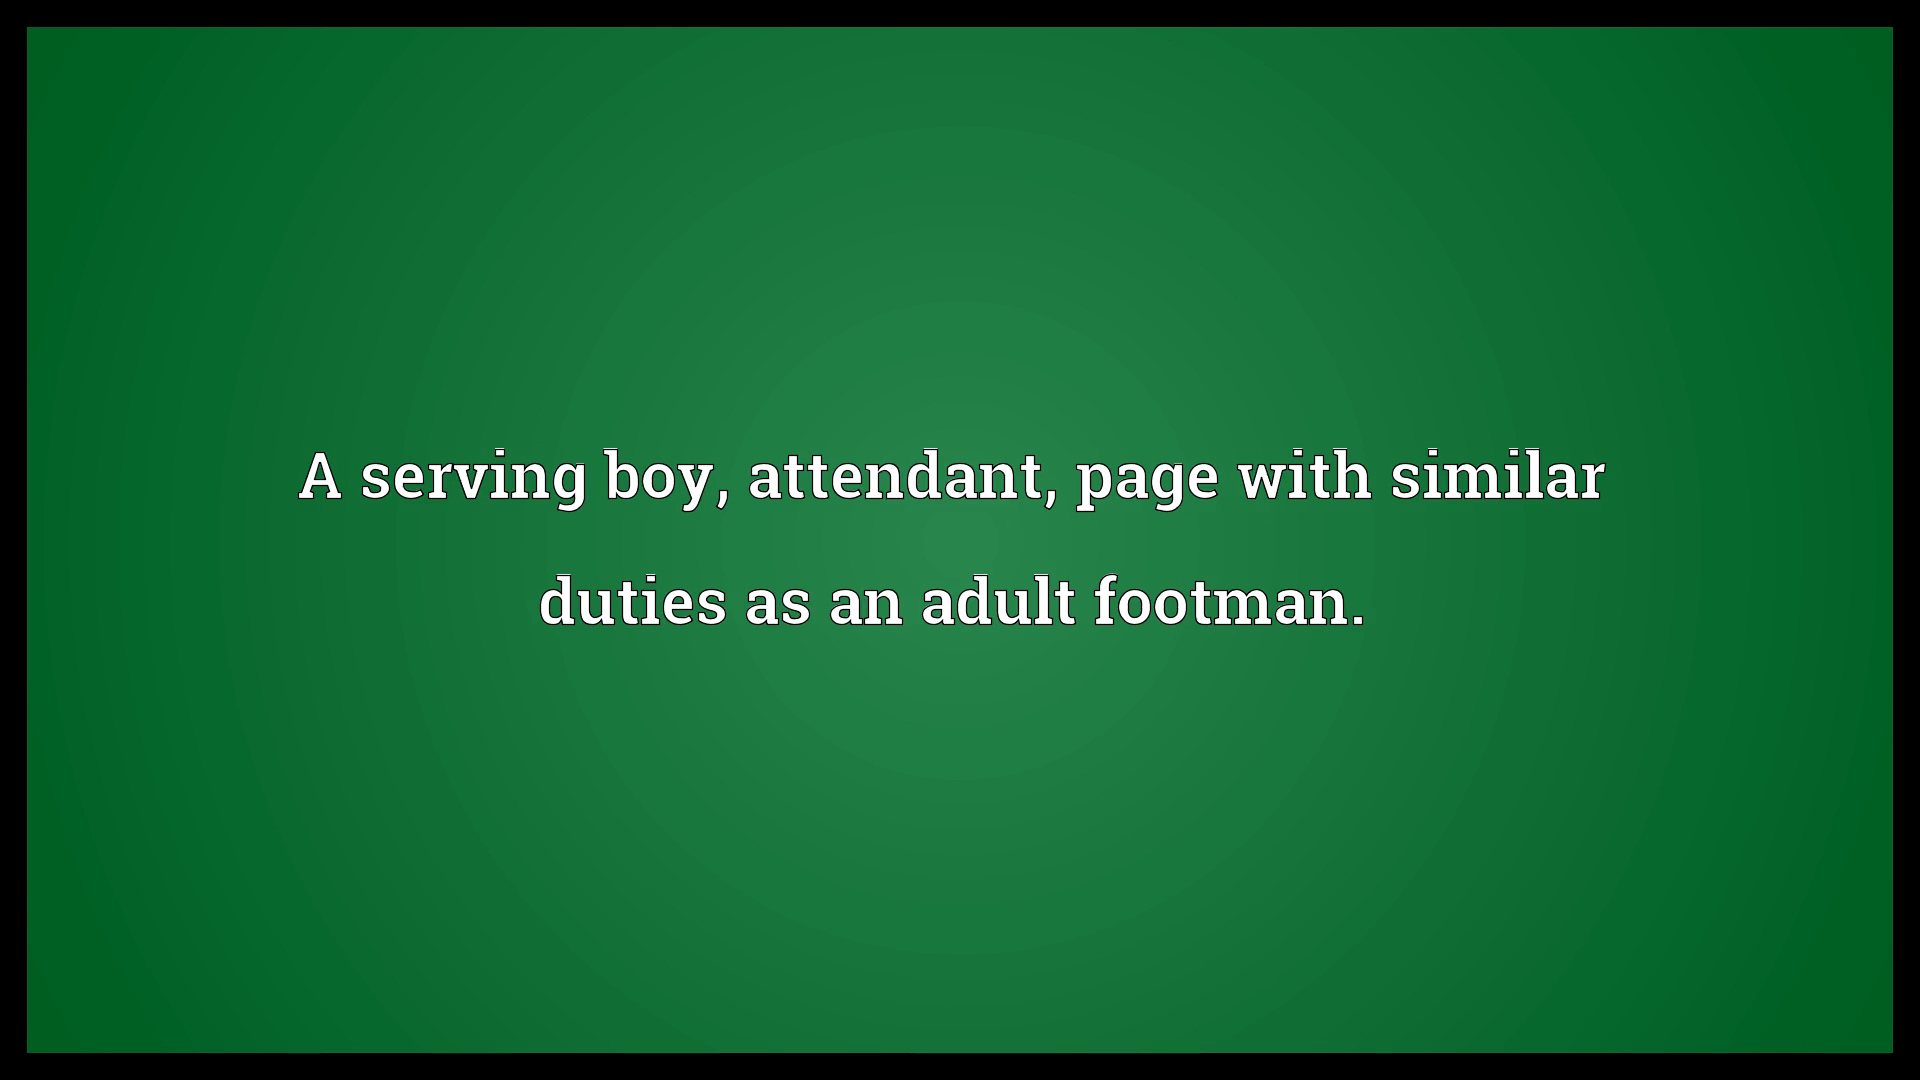 A serving boy, attendant, page with similar
duties as an adult footman.